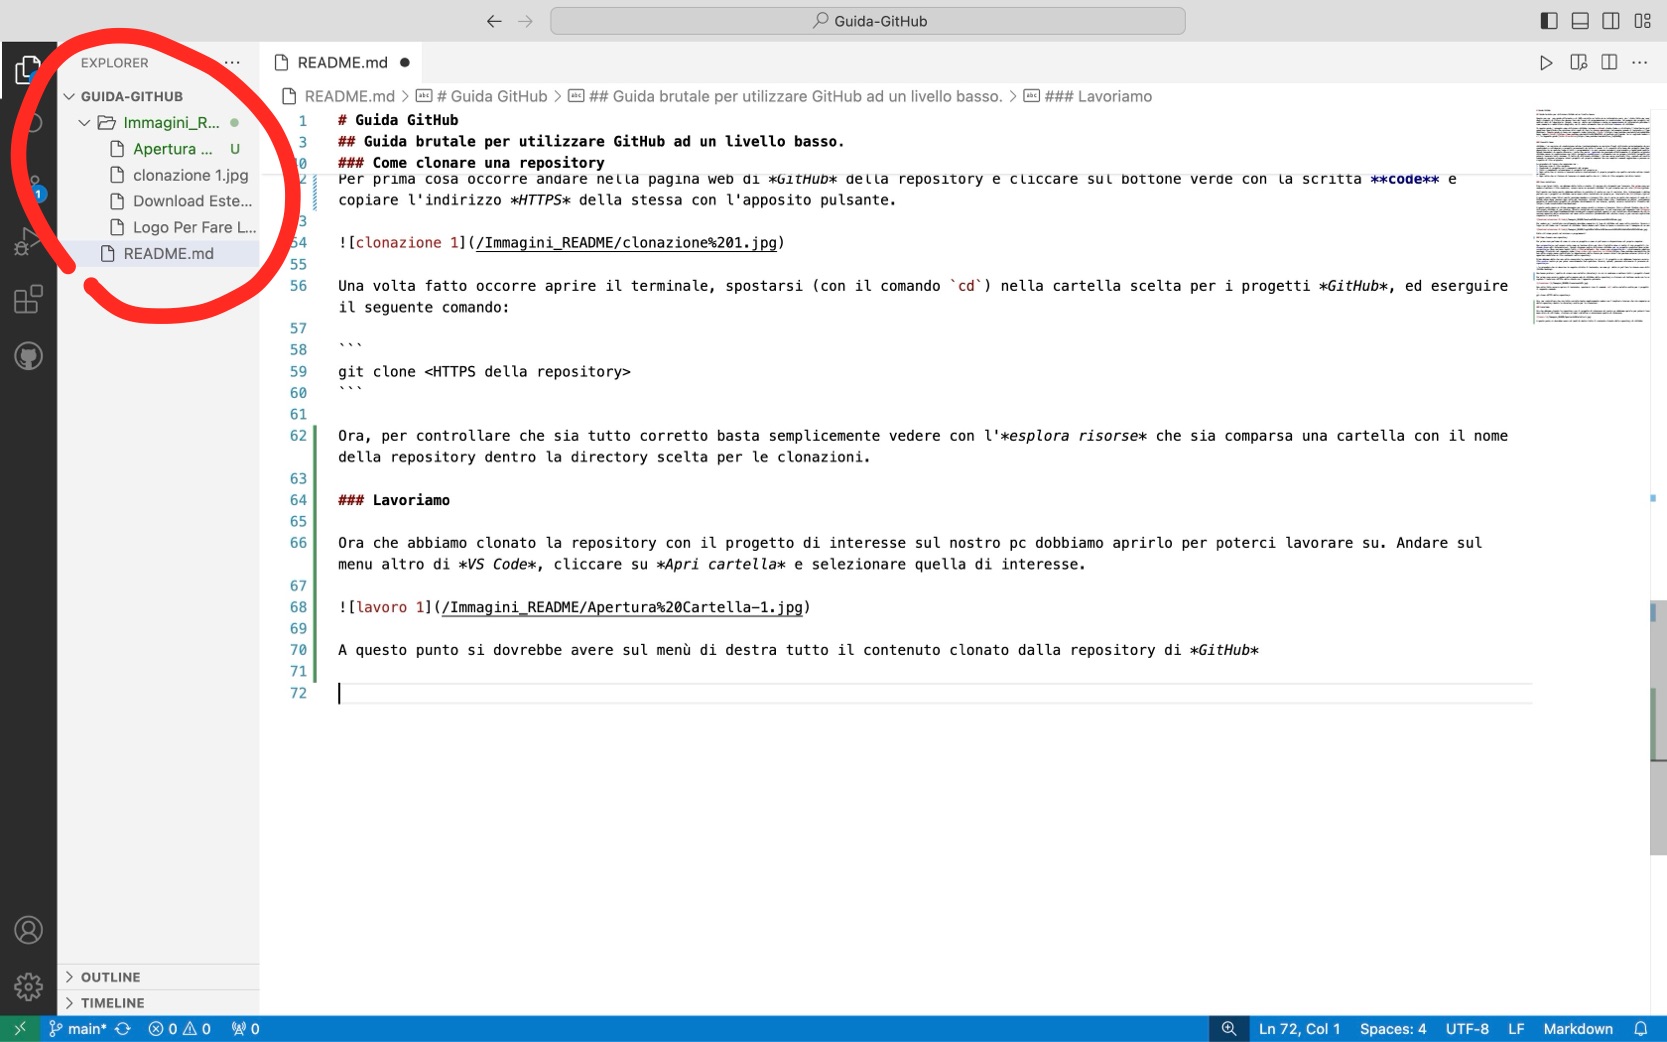 Guida-GitHub
EXPLORER
README.md
GUIDA-GITHUB
Immagini_R...
Apertura ... U
clonazione 1.jpg
Download Este...
Logo Per Fare L...
README.md
README.md > # Guida GitHub > ## Guida brutale per utilizzare GitHub ad un livello basso. > ### Lavoriamo
1 # Guida GitHub
3 ## Guida brutale per utilizzare GitHub ad un livello basso.
### Come clonare una repository
Per prima cosa occorre andare nella pagina web di *GitHub* della repository e cliccare sul bottone verde con la scritta **code** e
copiare l'indirizzo *HTTPS* della stessa con l'apposito pulsante.
54 ![clonazione 1](/Immagini_README/clonazione%201.jpg)
55
56 Una volta fatto occorre aprire il terminale, spostarsi (con il comando `cd`) nella cartella scelta per i progetti *GitHub*, ed eserguire
il seguente comando:
57
58 ```
59 git clone <HTTPS della repository>
60 ```
61
62 Ora, per controllare che sia tutto corretto basta semplicemente vedere con l'*esplora risorse* che sia comparsa una cartella con il nome
della repository dentro la directory scelta per le clonazioni.
63
64 ### Lavoriamo
65
66 Ora che abbiamo clonato la repository con il progetto di interesse sul nostro pc dobbiamo aprirlo per poterci lavorare su. Andare sul
menu altro di *VS Code*, cliccare su *Apri cartella* e selezionare quella di interesse.
67
68 ![lavoro 1](/Immagini_README/Apertura%20Cartella-1.jpg)
69
70 A questo punto si dovrebbe avere sul menù di destra tutto il contenuto clonato dalla repository di *GitHub*
71
72
1
OUTLINE
TIMELINE
main* 0 0 0 Ln 72, Col 1 Spaces: 4 UTF-8 LF Markdown